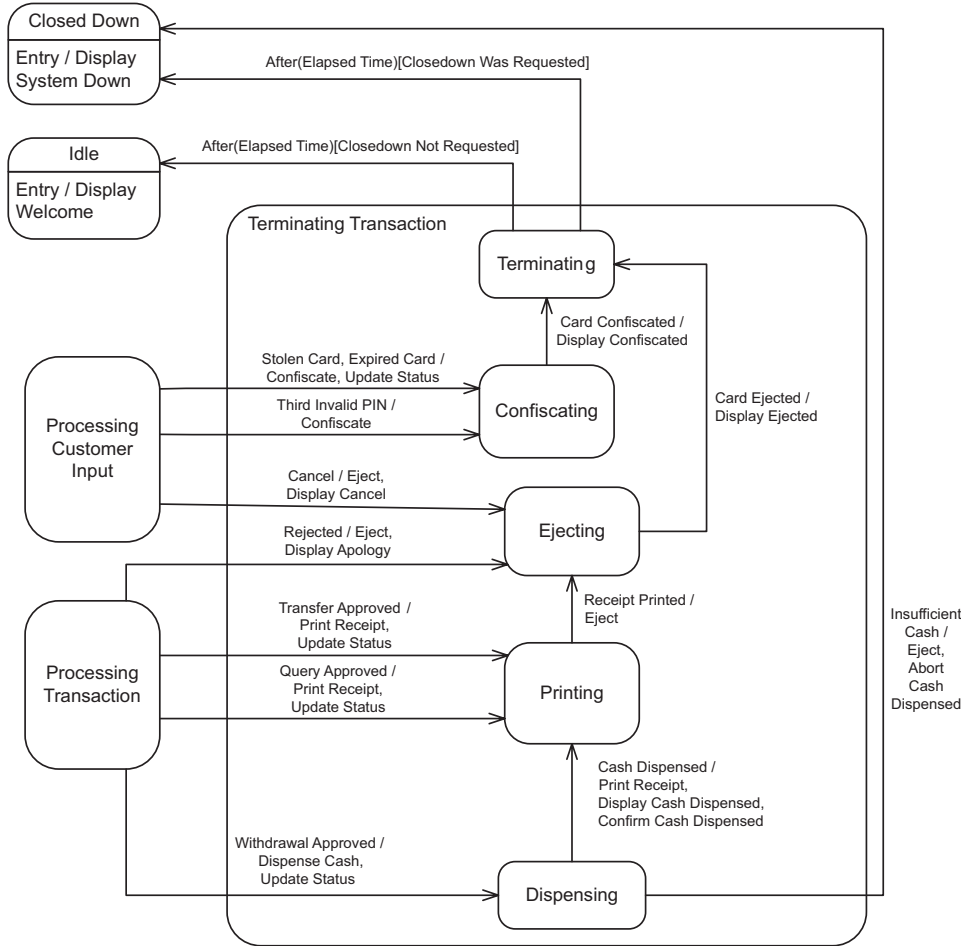 Closed Down
Entry / Display
System Down
After(Elapsed Time)[Closedown Was Requested]
Idle
Entry / Display
Welcome
After(Elapsed Time)[Closedown Not Requested]
Terminating Transaction
Terminating
Card Confiscated /
Display Confiscated
Stolen Card, Expired Card /
Confiscate, Update Status
Third Invalid PIN /
Confiscate
Confiscating
Card Ejected /
Display Ejected
Processing
Customer
Input
Cancel / Eject,
Display Cancel
Rejected / Eject,
Display Apology
Ejecting
Receipt Printed /
Eject
Transfer Approved /
Print Receipt,
Update Status
Query Approved /
Print Receipt,
Update Status
Processing
Transaction
Printing
Insufficient
Cash /
Eject,
Abort
Cash
Dispensed
Cash Dispensed /
Print Receipt,
Display Cash Dispensed,
Confirm Cash Dispensed
Withdrawal Approved /
Dispense Cash,
Update Status
Dispensing